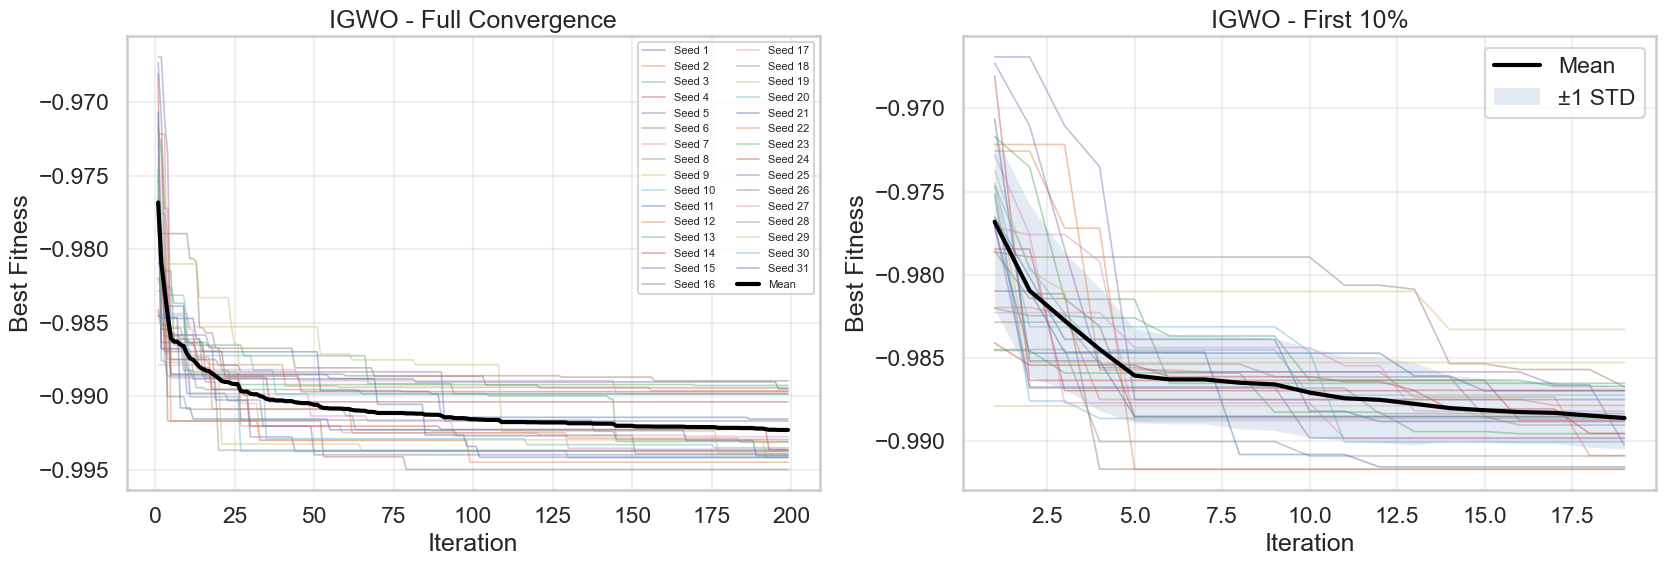 IGWO - Full Convergence
Best Fitness
−0.970
−0.975
−0.980
−0.985
−0.990
−0.995
0 25 50 75 100 125 150 175 200
Iteration
Seed 1
Seed 2
Seed 3
Seed 4
Seed 5
Seed 6
Seed 7
Seed 8
Seed 9
Seed 10
Seed 11
Seed 12
Seed 13
Seed 14
Seed 15
Seed 16
Seed 17
Seed 18
Seed 19
Seed 20
Seed 21
Seed 22
Seed 23
Seed 24
Seed 25
Seed 26
Seed 27
Seed 28
Seed 29
Seed 30
Seed 31
Mean
IGWO - First 10%
Best Fitness
−0.970
−0.975
−0.980
−0.985
−0.990
2.5 5.0 7.5 10.0 12.5 15.0 17.5
Iteration
Mean
±1 STD